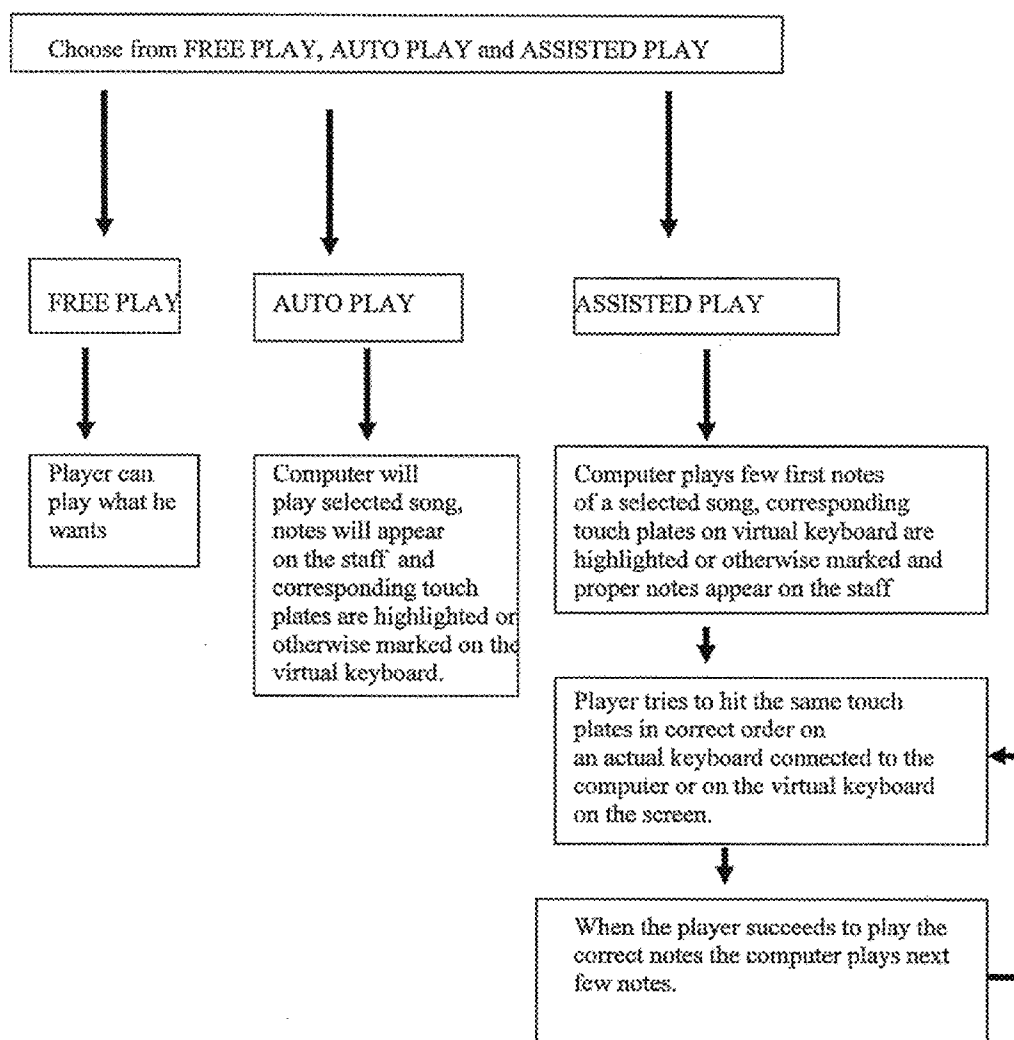 Choose from FREE PLAY, AUTO PLAY and ASSISTED PLAY
FREE PLAY
AUTO PLAY
ASSISTED PLAY
Player can
play what he
wants
Computer will
play selected song,
notes will appear
on the staff and
corresponding touch
plates are highlighted or
otherwise marked on the
virtual keyboard.
Computer plays few first notes
of a selected song, corresponding
touch plates on virtual keyboard are
highlighted or otherwise marked and
proper notes appear on the staff
Player tries to hit the same touch
plates in correct order on
an actual keyboard connected to the
computer or on the virtual keyboard
on the screen.
When the player succeeds to play the
correct notes the computer plays next
few notes.